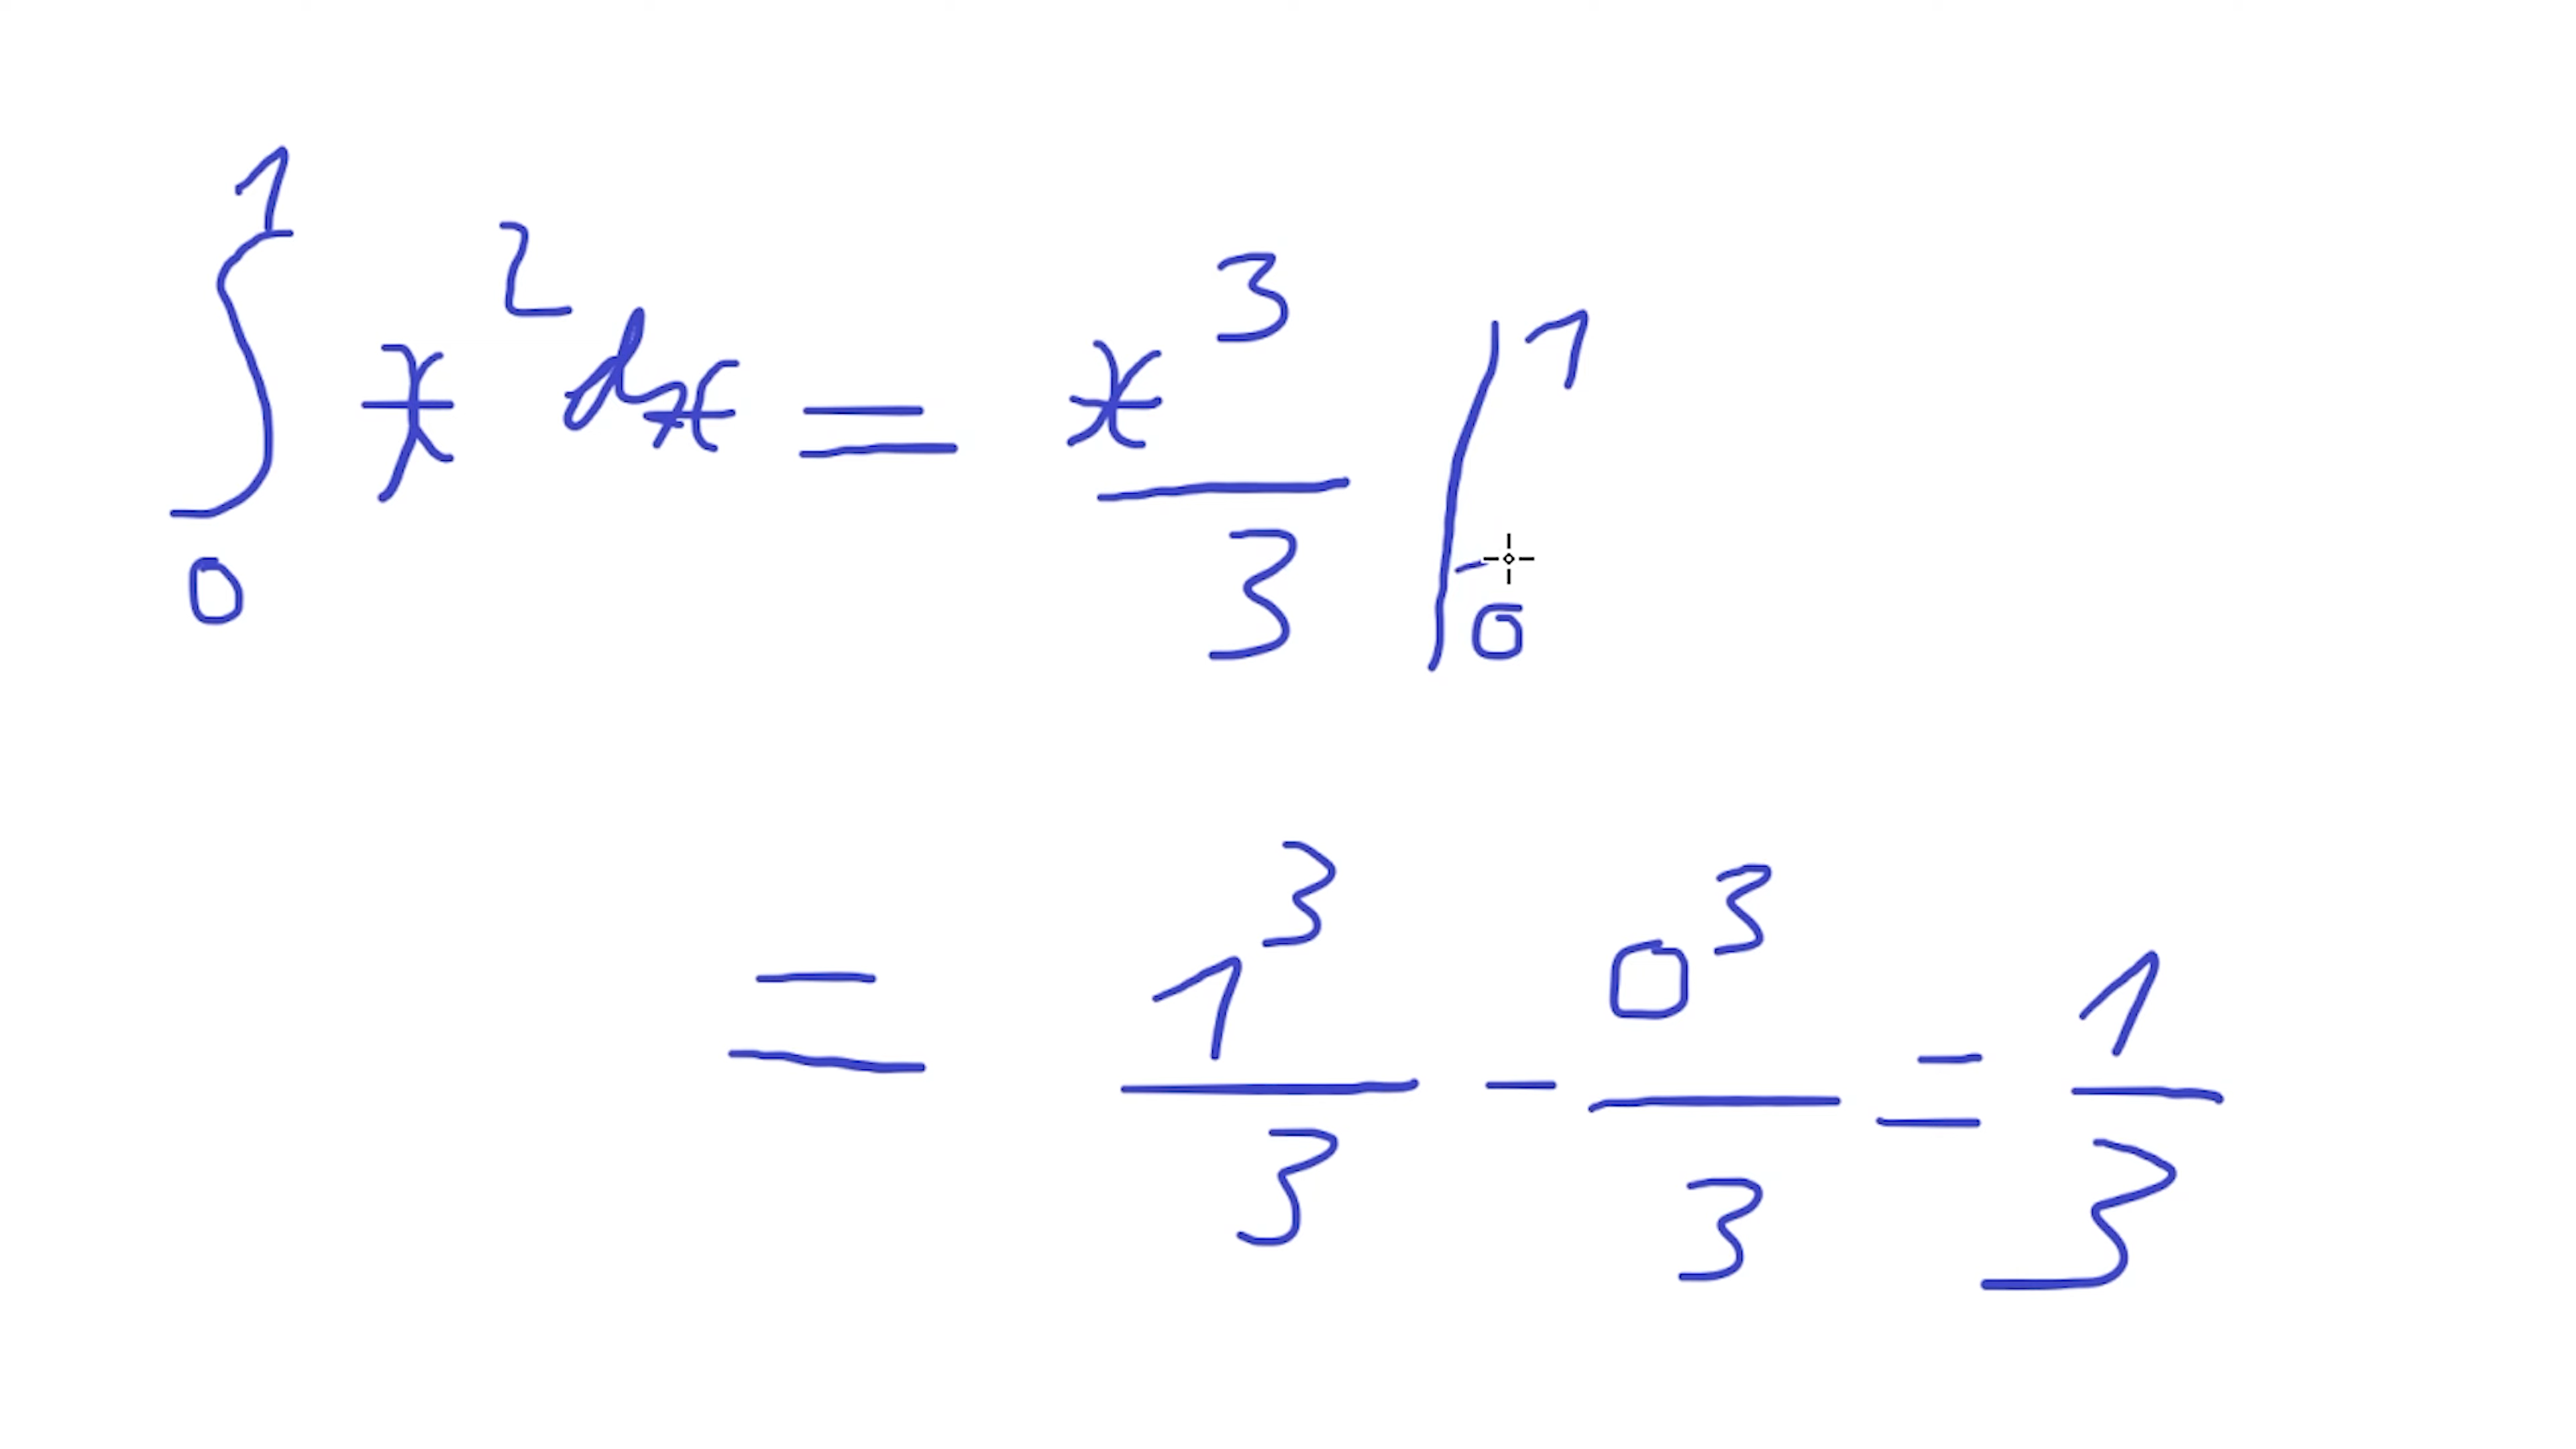 ∫₀¹ x² dx = x³/3 |₀¹
= 1³/3 - 0³/3 = 1/3